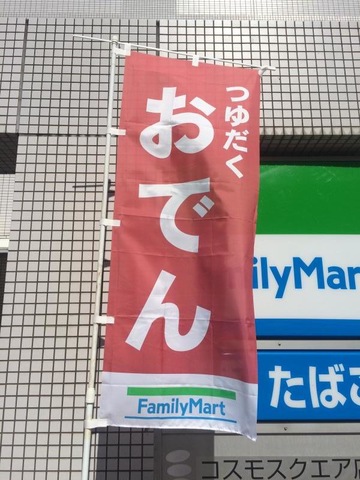 つゆだく
おでん
FamilyMart
ilyMar
たばこ
コスモスクエア店